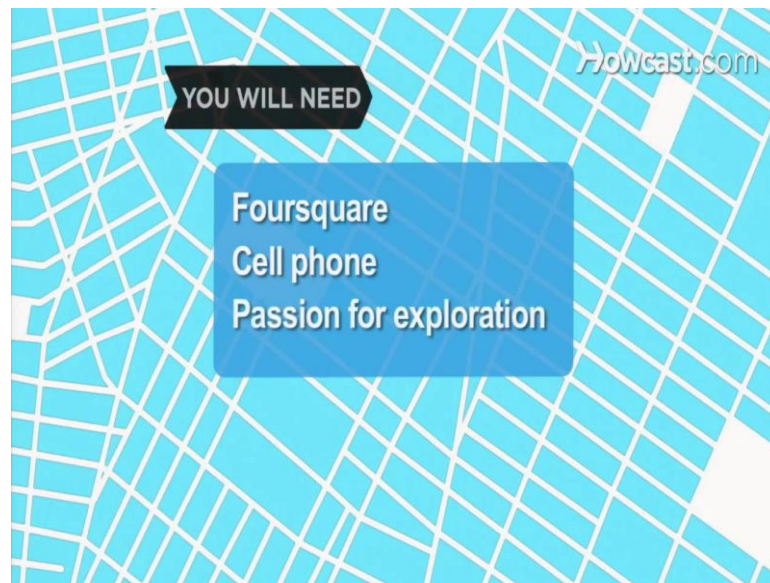 Howcast.com
YOU WILL NEED
Foursquare
Cell phone
Passion for exploration